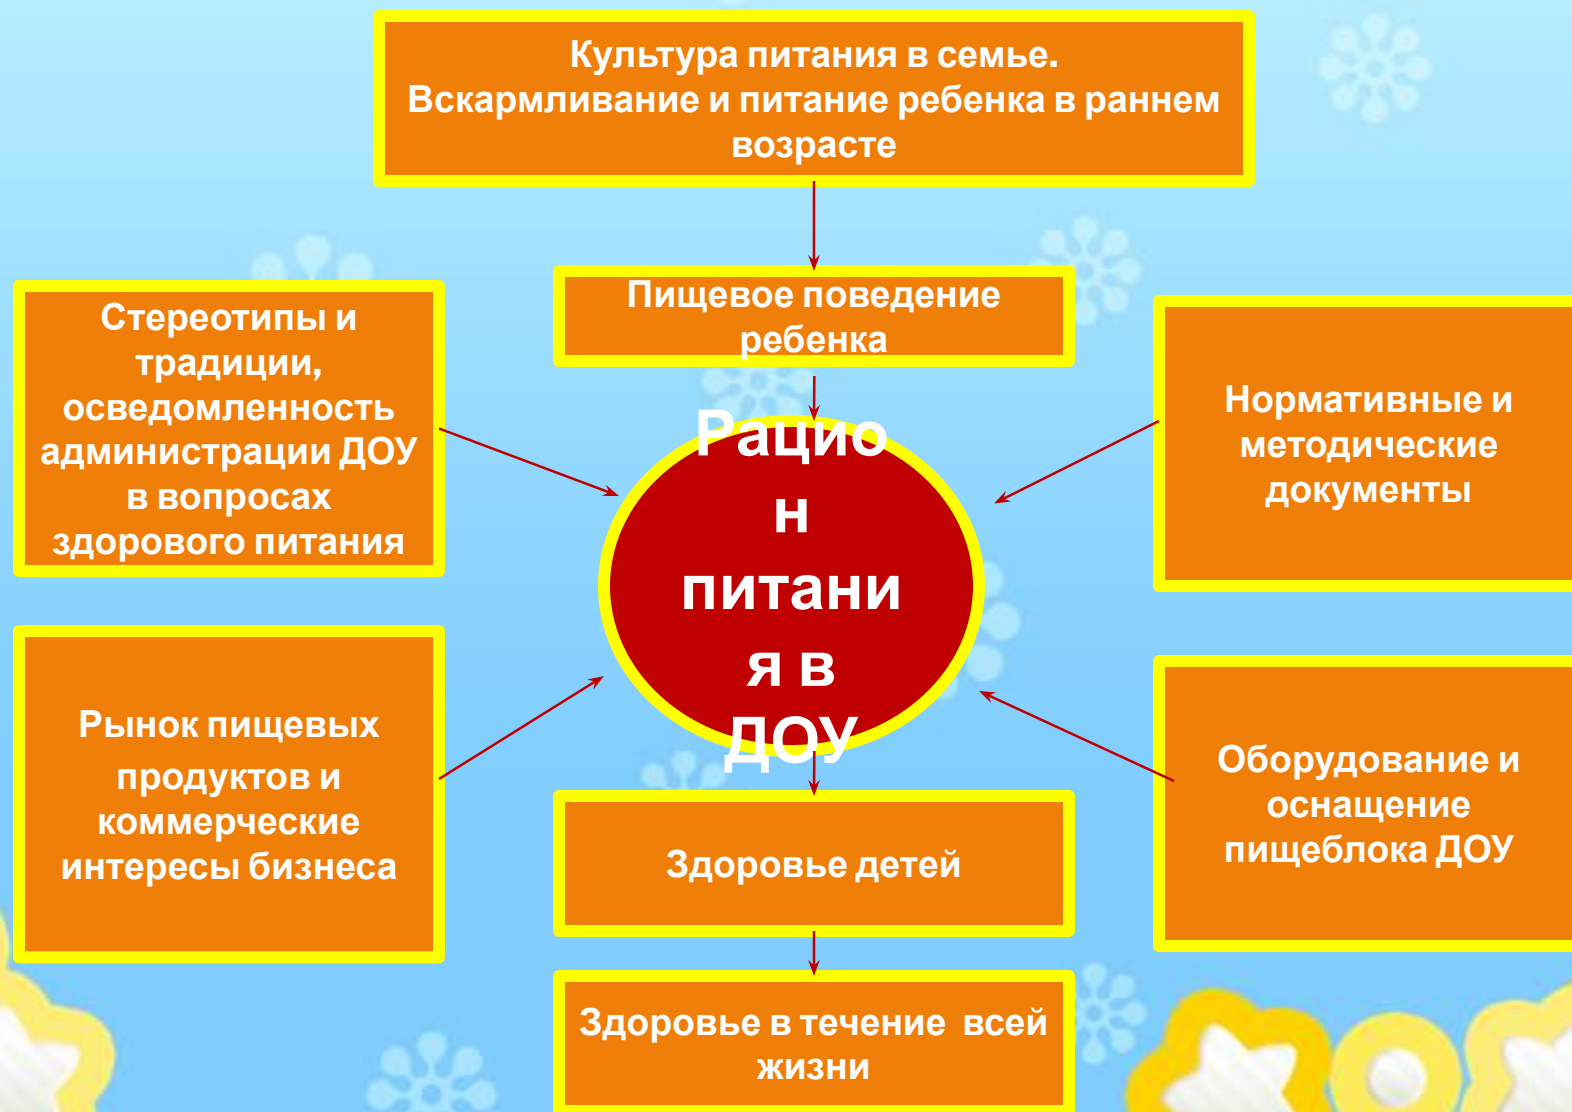 Культура питания в семье.
Вскармливание и питание ребенка в раннем
возрасте
Пищевое поведение
ребенка
Стереотипы и
традиции,
осведомленность
администрации ДОУ
в вопросах
здорового питания
Нормативные и
методические
документы
Рацио
н
питани
я в
ДОУ
Рынок пищевых
продуктов и
коммерческие
интересы бизнеса
Оборудование и
оснащение
пищеблока ДОУ
Здоровье детей
Здоровье в течение всей
жизни